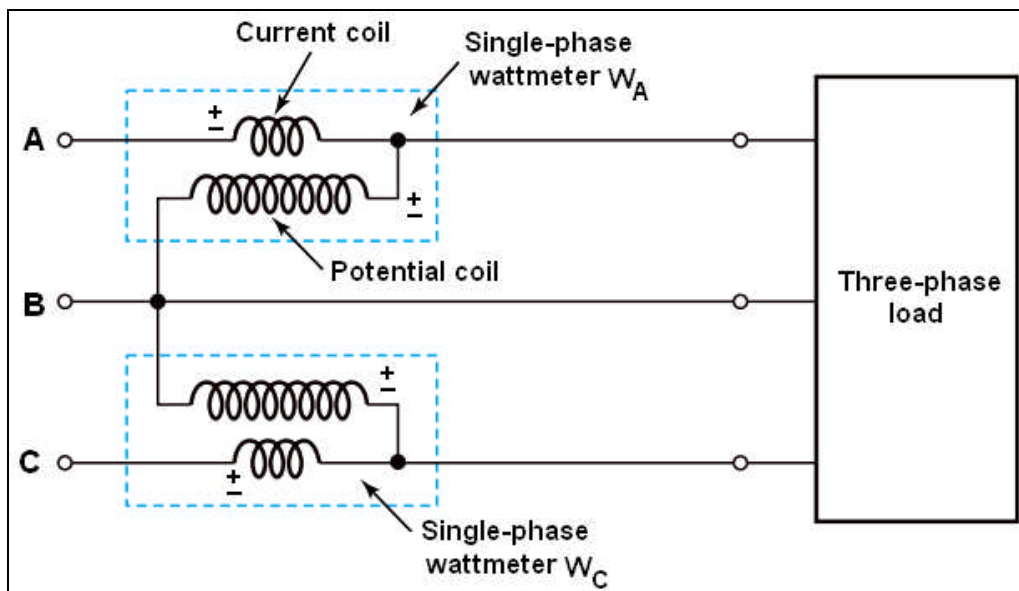 Current coil
Single-phase
wattmeter WA
±
A
±
Potential coil
B
Three-phase
load
±
C
±
Single-phase
wattmeter WC